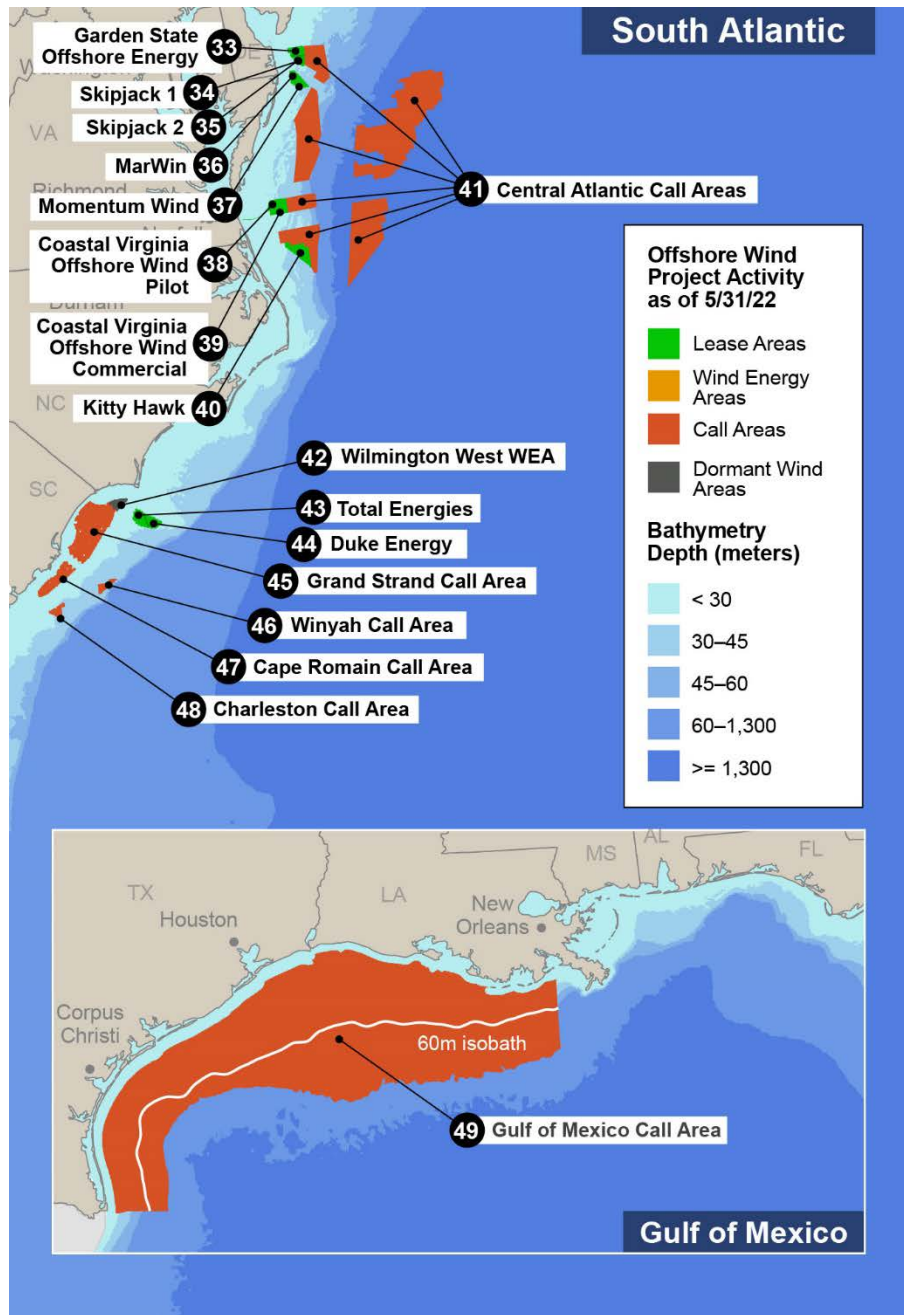 South Atlantic
Garden State
Offshore Energy
33
Skipjack 1
34
Skipjack 2
35
MarWin
36
Momentum Wind
37
Coastal Virginia
Offshore Wind
Pilot
38
Coastal Virginia
Offshore Wind
Commercial
39
Kitty Hawk
40
41
Central Atlantic Call Areas
DE
VA
Richmond
Durham
NC
SC
42
Wilmington West WEA
43
Total Energies
44
Duke Energy
45
Grand Strand Call Area
46
Winyah Call Area
47
Cape Romain Call Area
48
Charleston Call Area
Offshore Wind
Project Activity
as of 5/31/22
Lease Areas
Wind Energy
Areas
Call Areas
Dormant Wind
Areas
Bathymetry
Depth (meters)
< 30
30–45
45–60
60–1,300
>= 1,300
TX
Houston
LA
New
Orleans
MS
AL
FL
Corpus
Christi
60m isobath
49
Gulf of Mexico Call Area
Gulf of Mexico